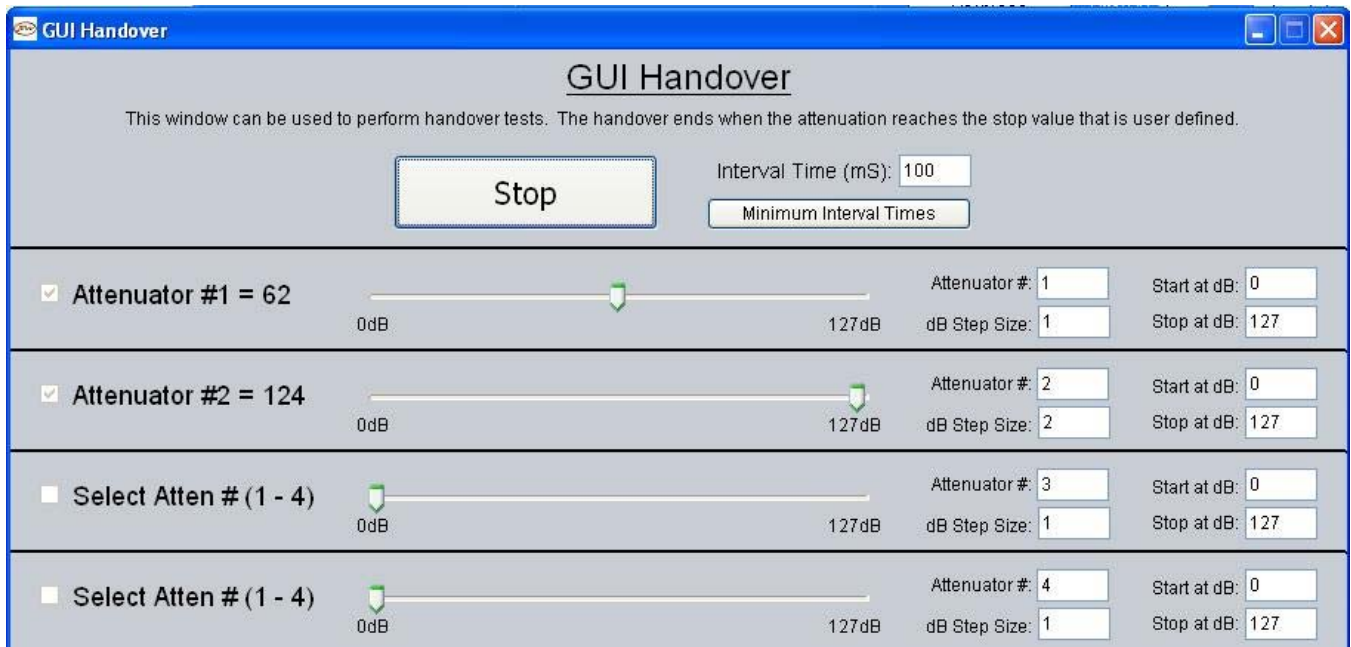 GUI Handover
GUI Handover
This window can be used to perform handover tests. The handover ends when the attenuation reaches the stop value that is user defined.
Stop
Interval Time (mS): 100
Minimum Interval Times
Attenuator #1 = 62
0dB 127dB
Attenuator #: 1
dB Step Size: 1
Start at dB: 0
Stop at dB: 127
Attenuator #2 = 124
0dB 127dB
Attenuator #: 2
dB Step Size: 2
Start at dB: 0
Stop at dB: 127
Select Atten # (1 - 4)
0dB 127dB
Attenuator #: 3
dB Step Size: 1
Start at dB: 0
Stop at dB: 127
Select Atten # (1 - 4)
0dB 127dB
Attenuator #: 4
dB Step Size: 1
Start at dB: 0
Stop at dB: 127